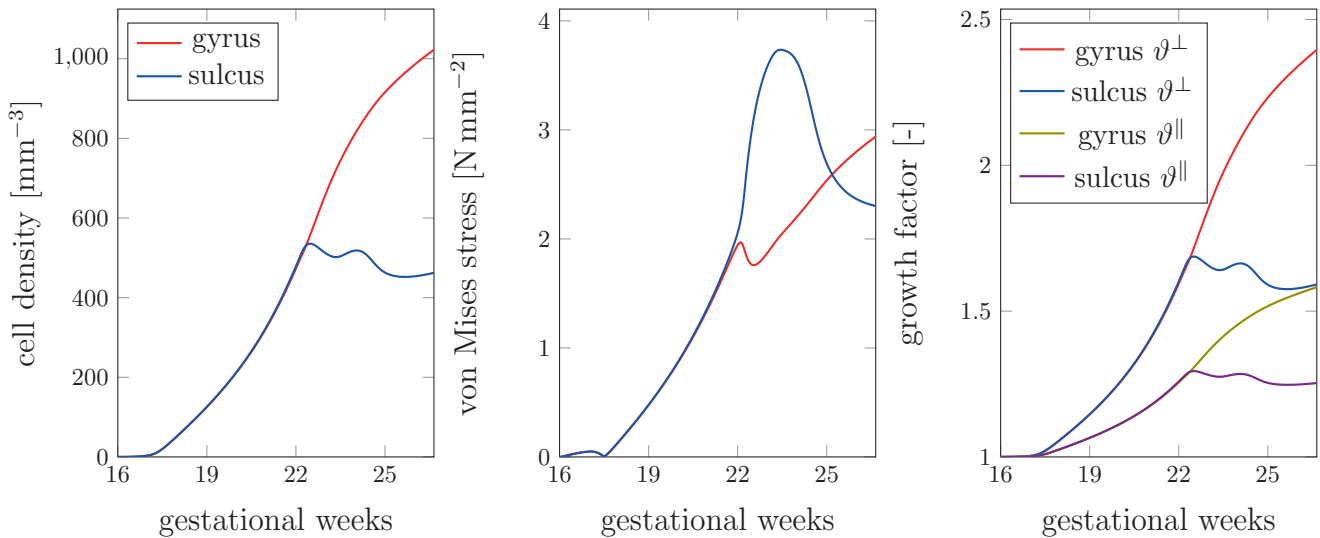 cell density [mm⁻³]
1,000
800
600
400
200
0
gyrus
sulcus
16 19 22 25
gestational weeks
von Mises stress [N mm⁻²]
4
3
2
1
0
16 19 22 25
gestational weeks
growth factor [-]
2.5
2
1.5
1
gyrus ϑ⊥
sulcus ϑ⊥
gyrus ϑ∥
sulcus ϑ∥
16 19 22 25
gestational weeks